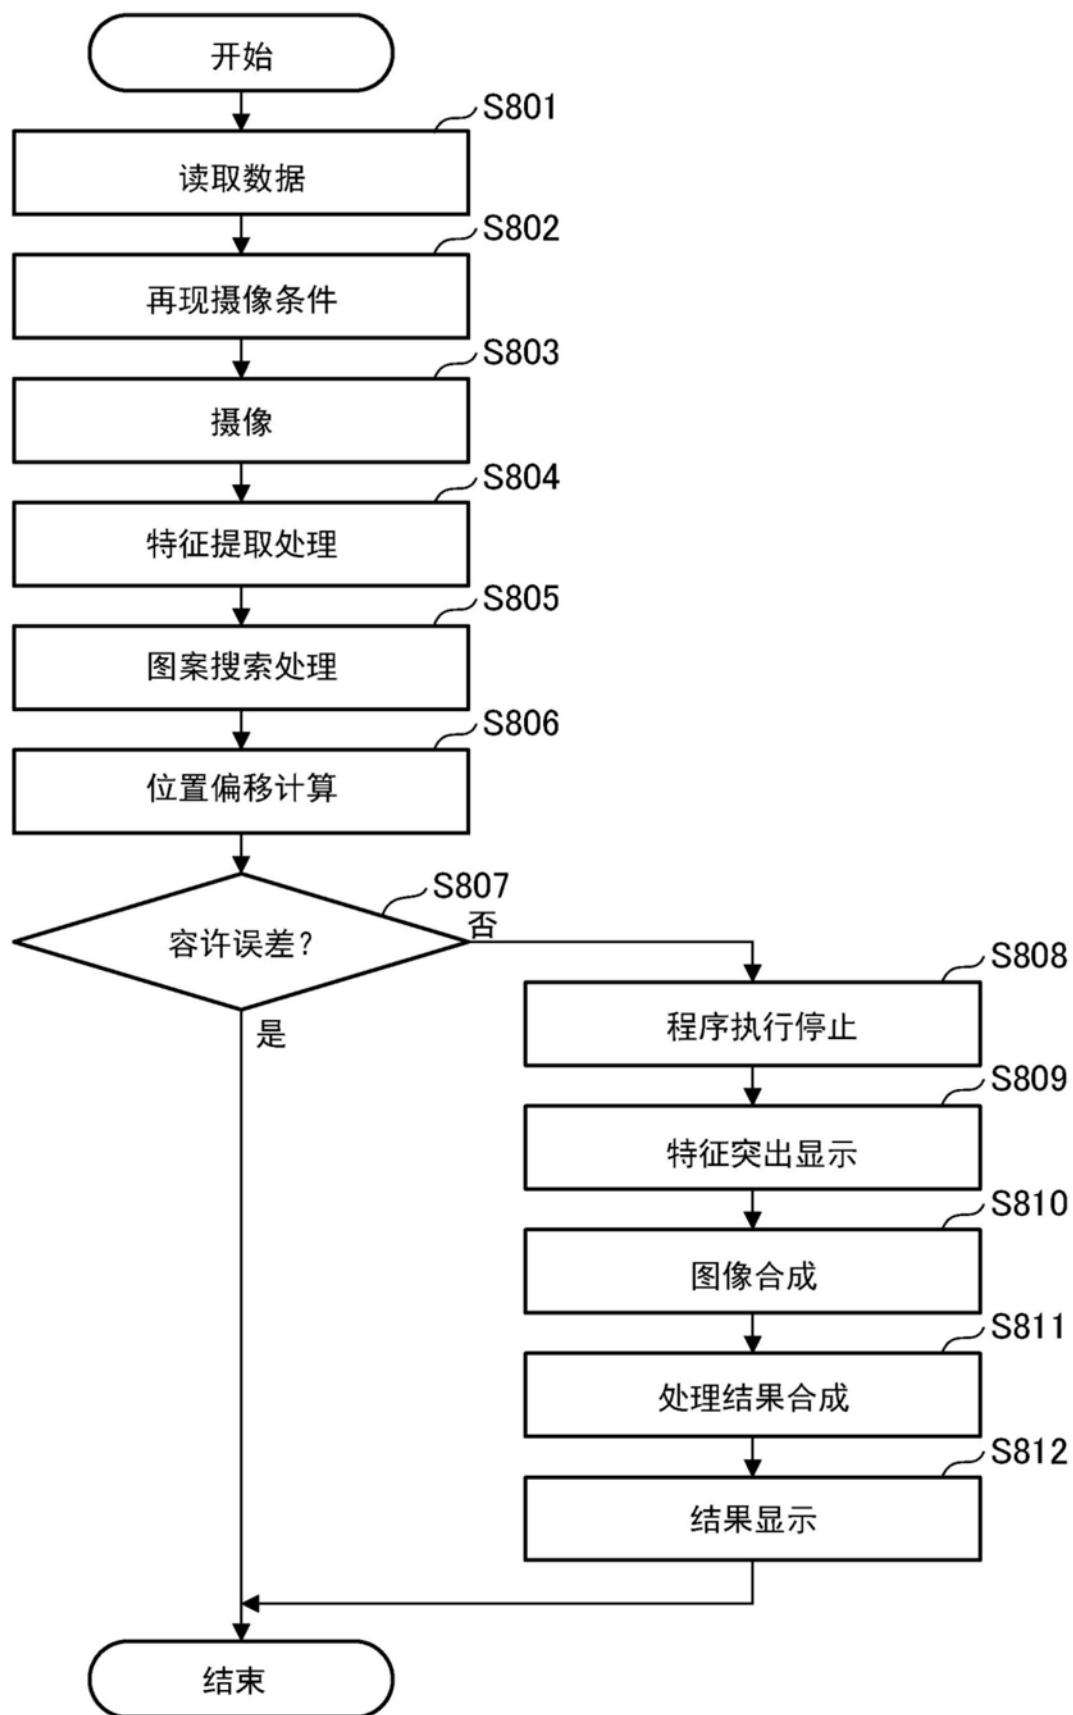 开始
S801
读取数据
S802
再现摄像条件
S803
摄像
S804
特征提取处理
S805
图案搜索处理
S806
位置偏移计算
S807
容许误差？
否
是
S808
程序执行停止
S809
特征突出显示
S810
图像合成
S811
处理结果合成
S812
结果显示
结束